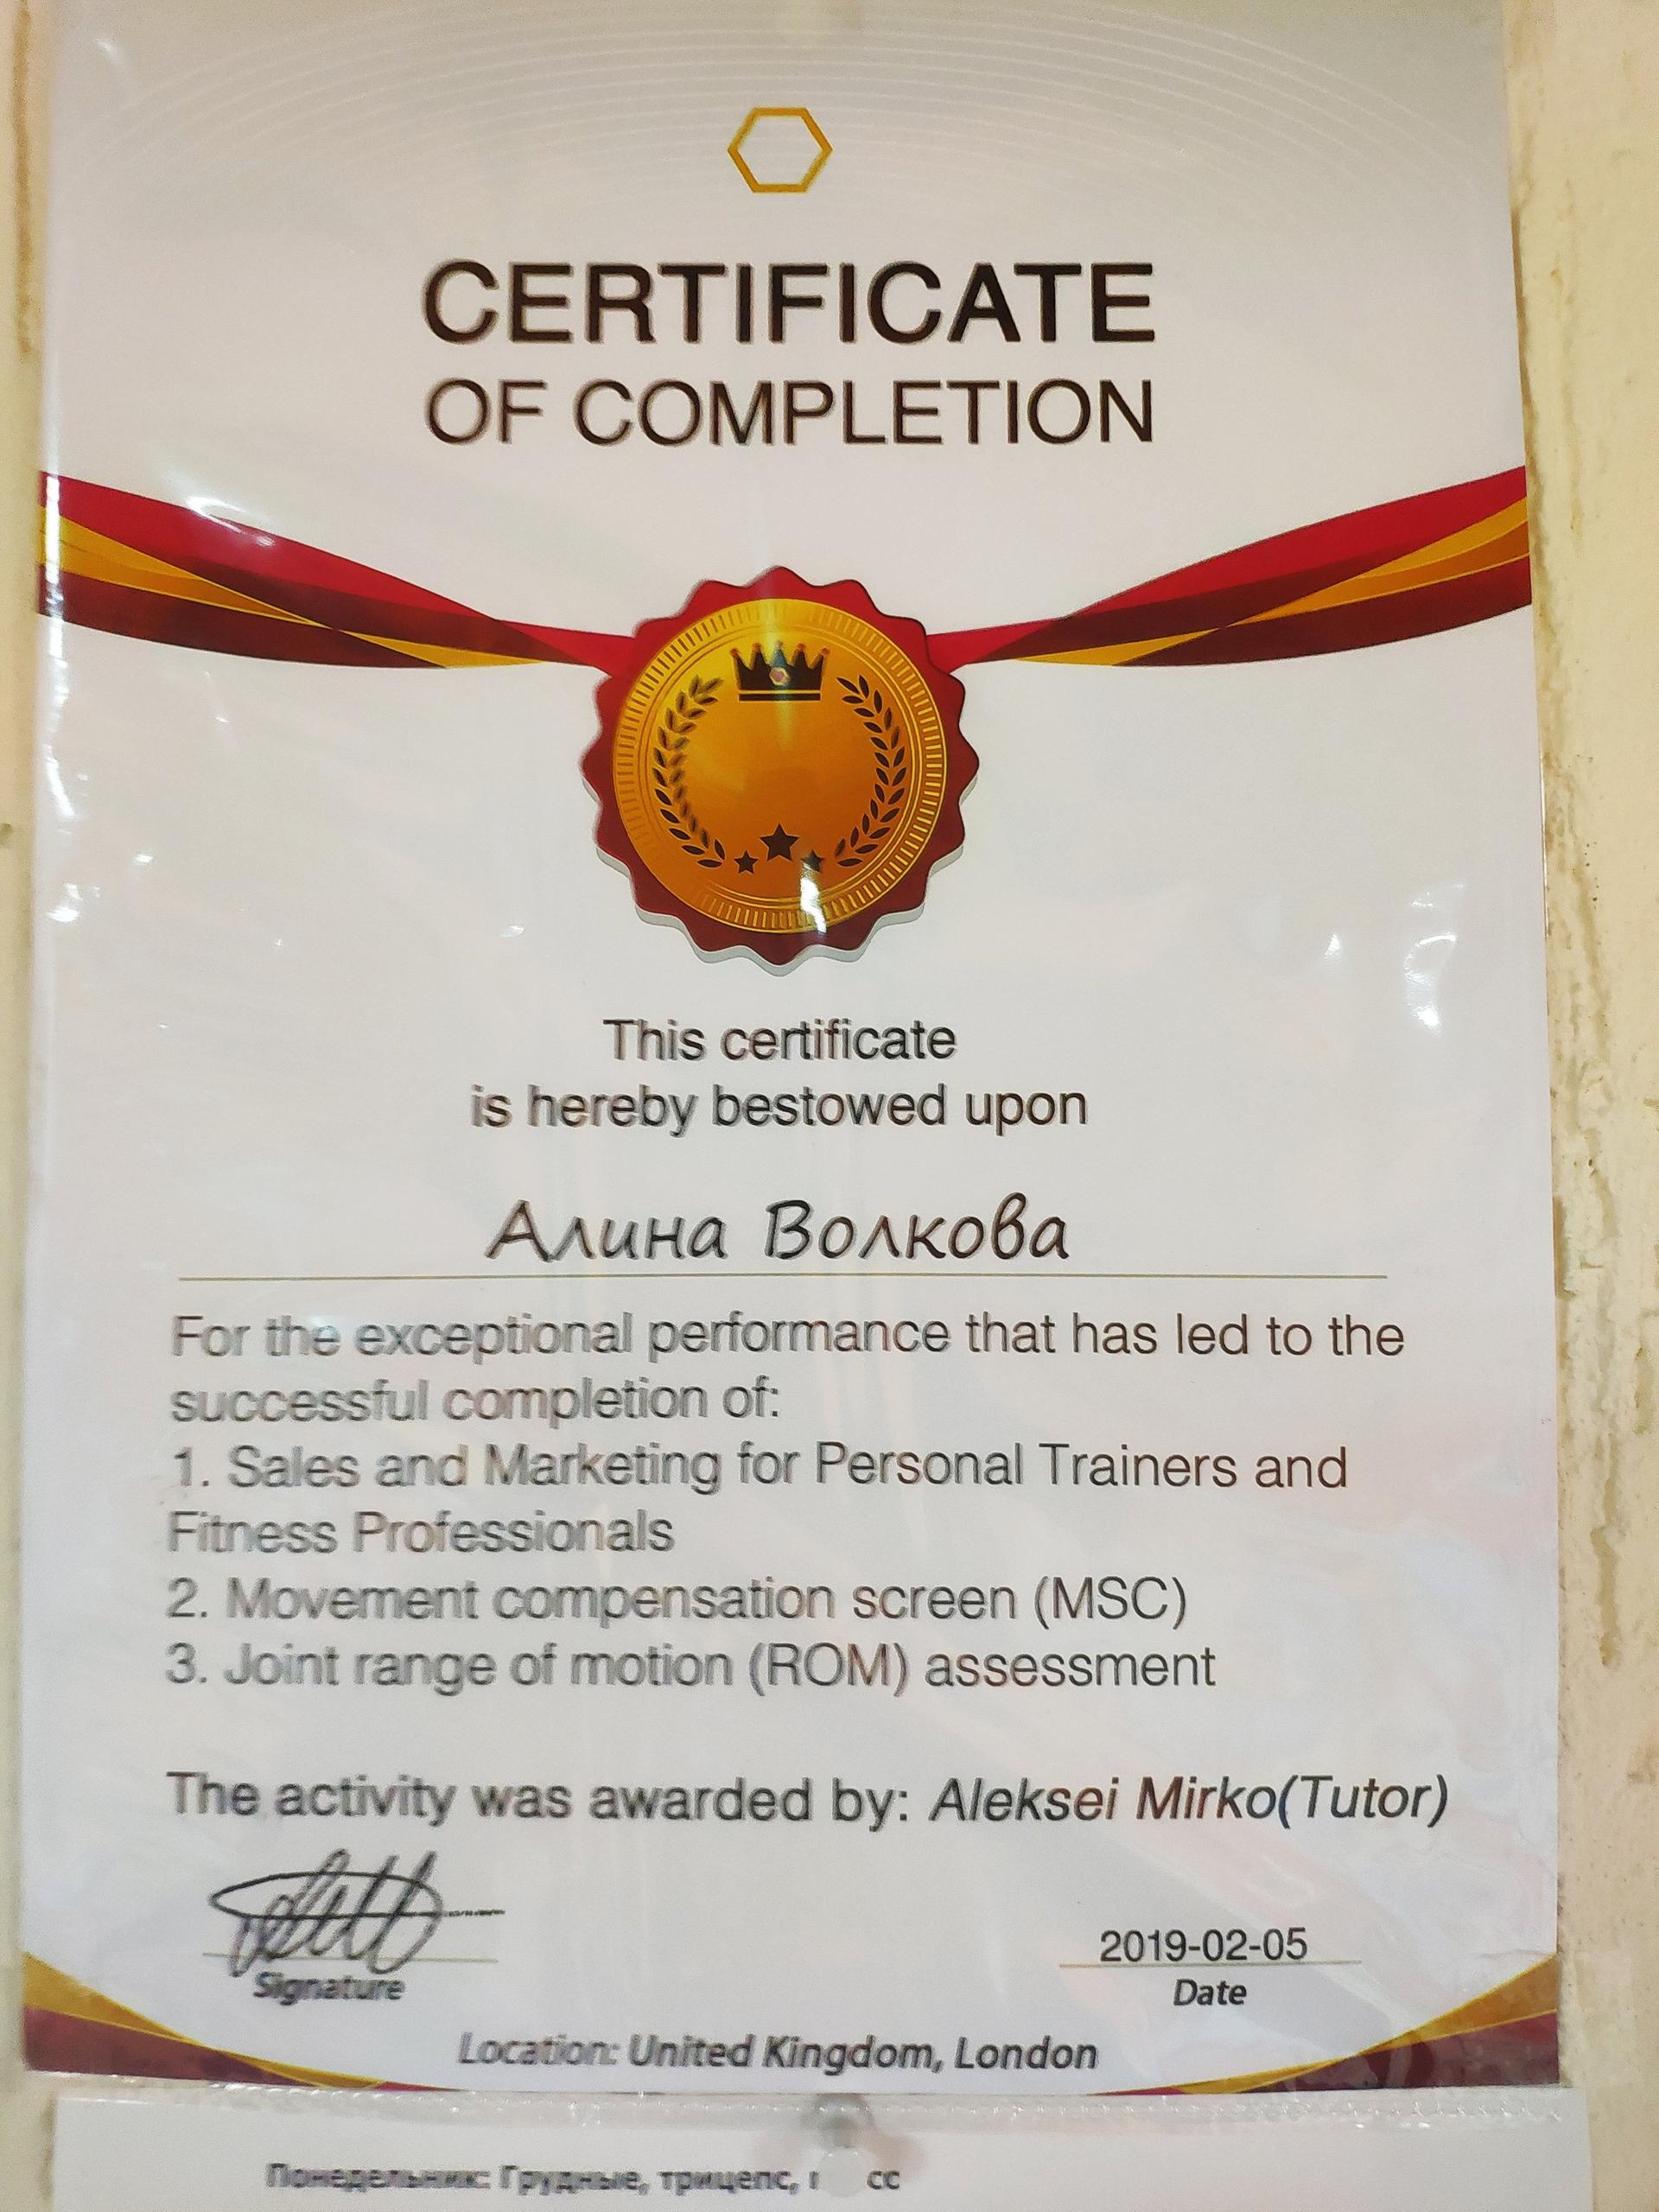 CERTIFICATE
OF COMPLETION
This certificate
is hereby bestowed upon
Алина Волкова
For the exceptional performance that has led to the
successful completion of:
1. Sales and Marketing for Personal Trainers and
Fitness Professionals
2. Movement compensation screen (MSC)
3. Joint range of motion (ROM) assessment
The activity was awarded by: Aleksei Mirko(Tutor)
2019-02-05
Signature
Date
Location: United Kingdom, London
Понедельник: Грудные, трицепс,